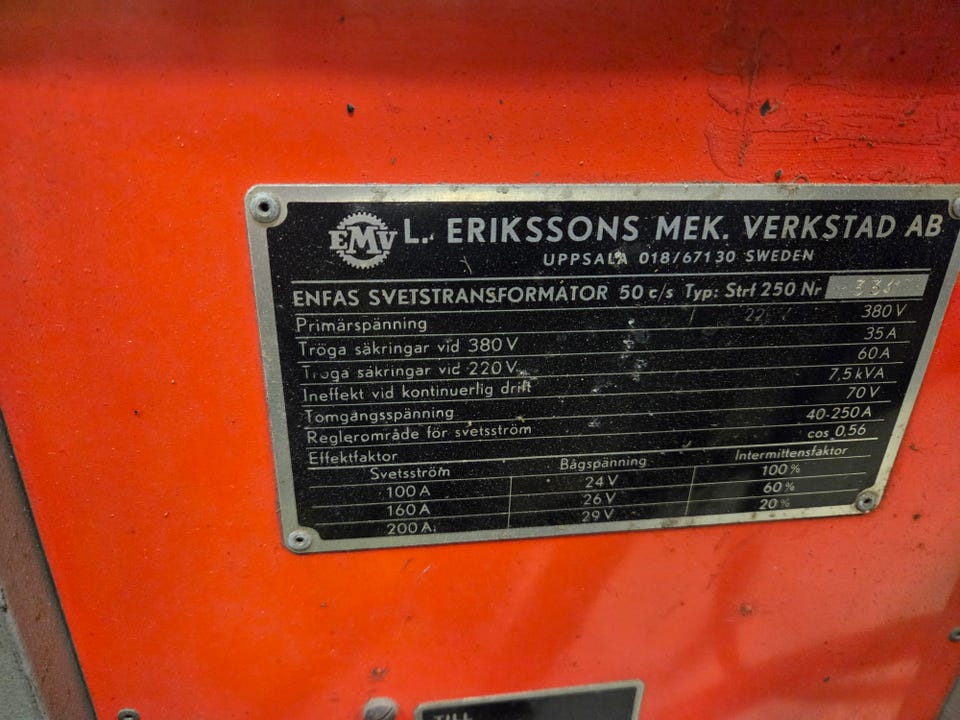 EMV L. ERIKSSONS MEK. VERKSTAD AB
UPPSALA 018/67130 SWEDEN
ENFAS SVETSTRANSFORMATOR 50 c/s Typ: Strf 250 Nr
Primärspänning 380 V
Tröga säkringar vid 380 V 35 A
Tröga säkringar vid 220 V 60 A
Ineffekt vid kontinuerlig drift 7,5 kVA
Tomgångsspänning 70 V
Reglerområde för svetsström 40-250 A
Effektfaktor cos 0,56
Svetsström Bågspänning Intermittensfaktor
100 A 24 V 100 %
160 A 26 V 60 %
200 A 29 V 20 %
TILL